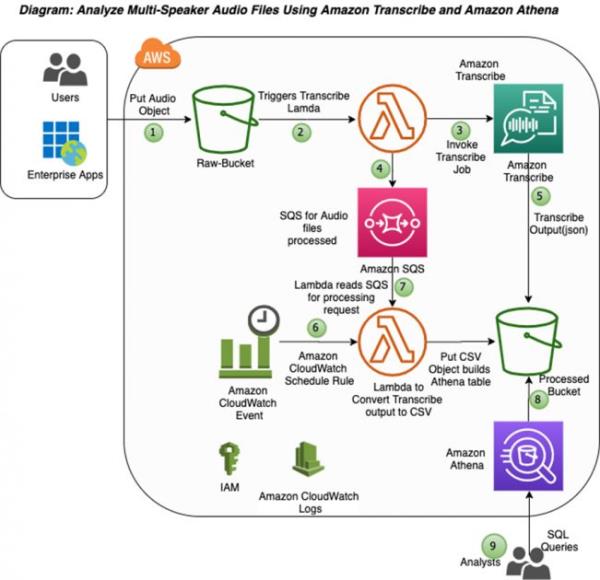 Diagram: Analyze Multi-Speaker Audio Files Using Amazon Transcribe and Amazon Athena
AWS
Users
Enterprise Apps
Put Audio
Object
1
Raw-Bucket
Triggers Transcribe
Lamda
2
3
Invoke
Transcribe
Job
Amazon
Transcribe
Amazon
Transcribe
4
5
Transcribe
Output(json)
SQS for Audio
files
processed
Amazon SQS
Lambda reads SQS
for processing
request
7
6
Amazon
CloudWatch
Schedule Rule
Amazon
CloudWatch
Event
Lambda to
Convert Transcribe
output to CSV
Put CSV
Object builds
Athena table
Processed
Bucket
8
Amazon
Athena
IAM
Amazon CloudWatch
Logs
9
Analysts
SQL
Queries